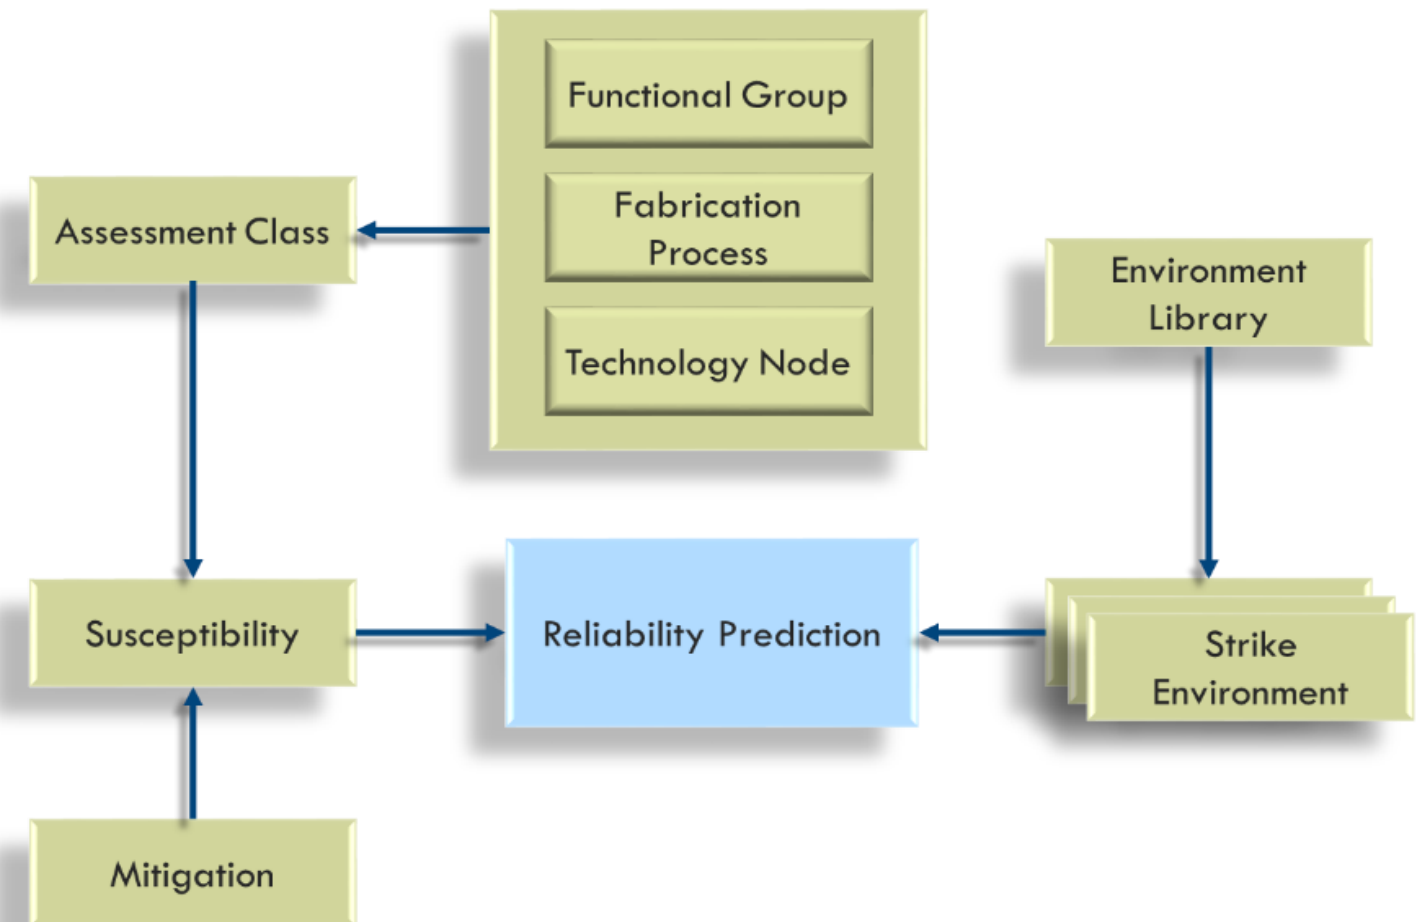 Functional Group
Fabrication
Process
Technology Node
Assessment Class
Environment
Library
Susceptibility
Reliability Prediction
Strike
Environment
Mitigation